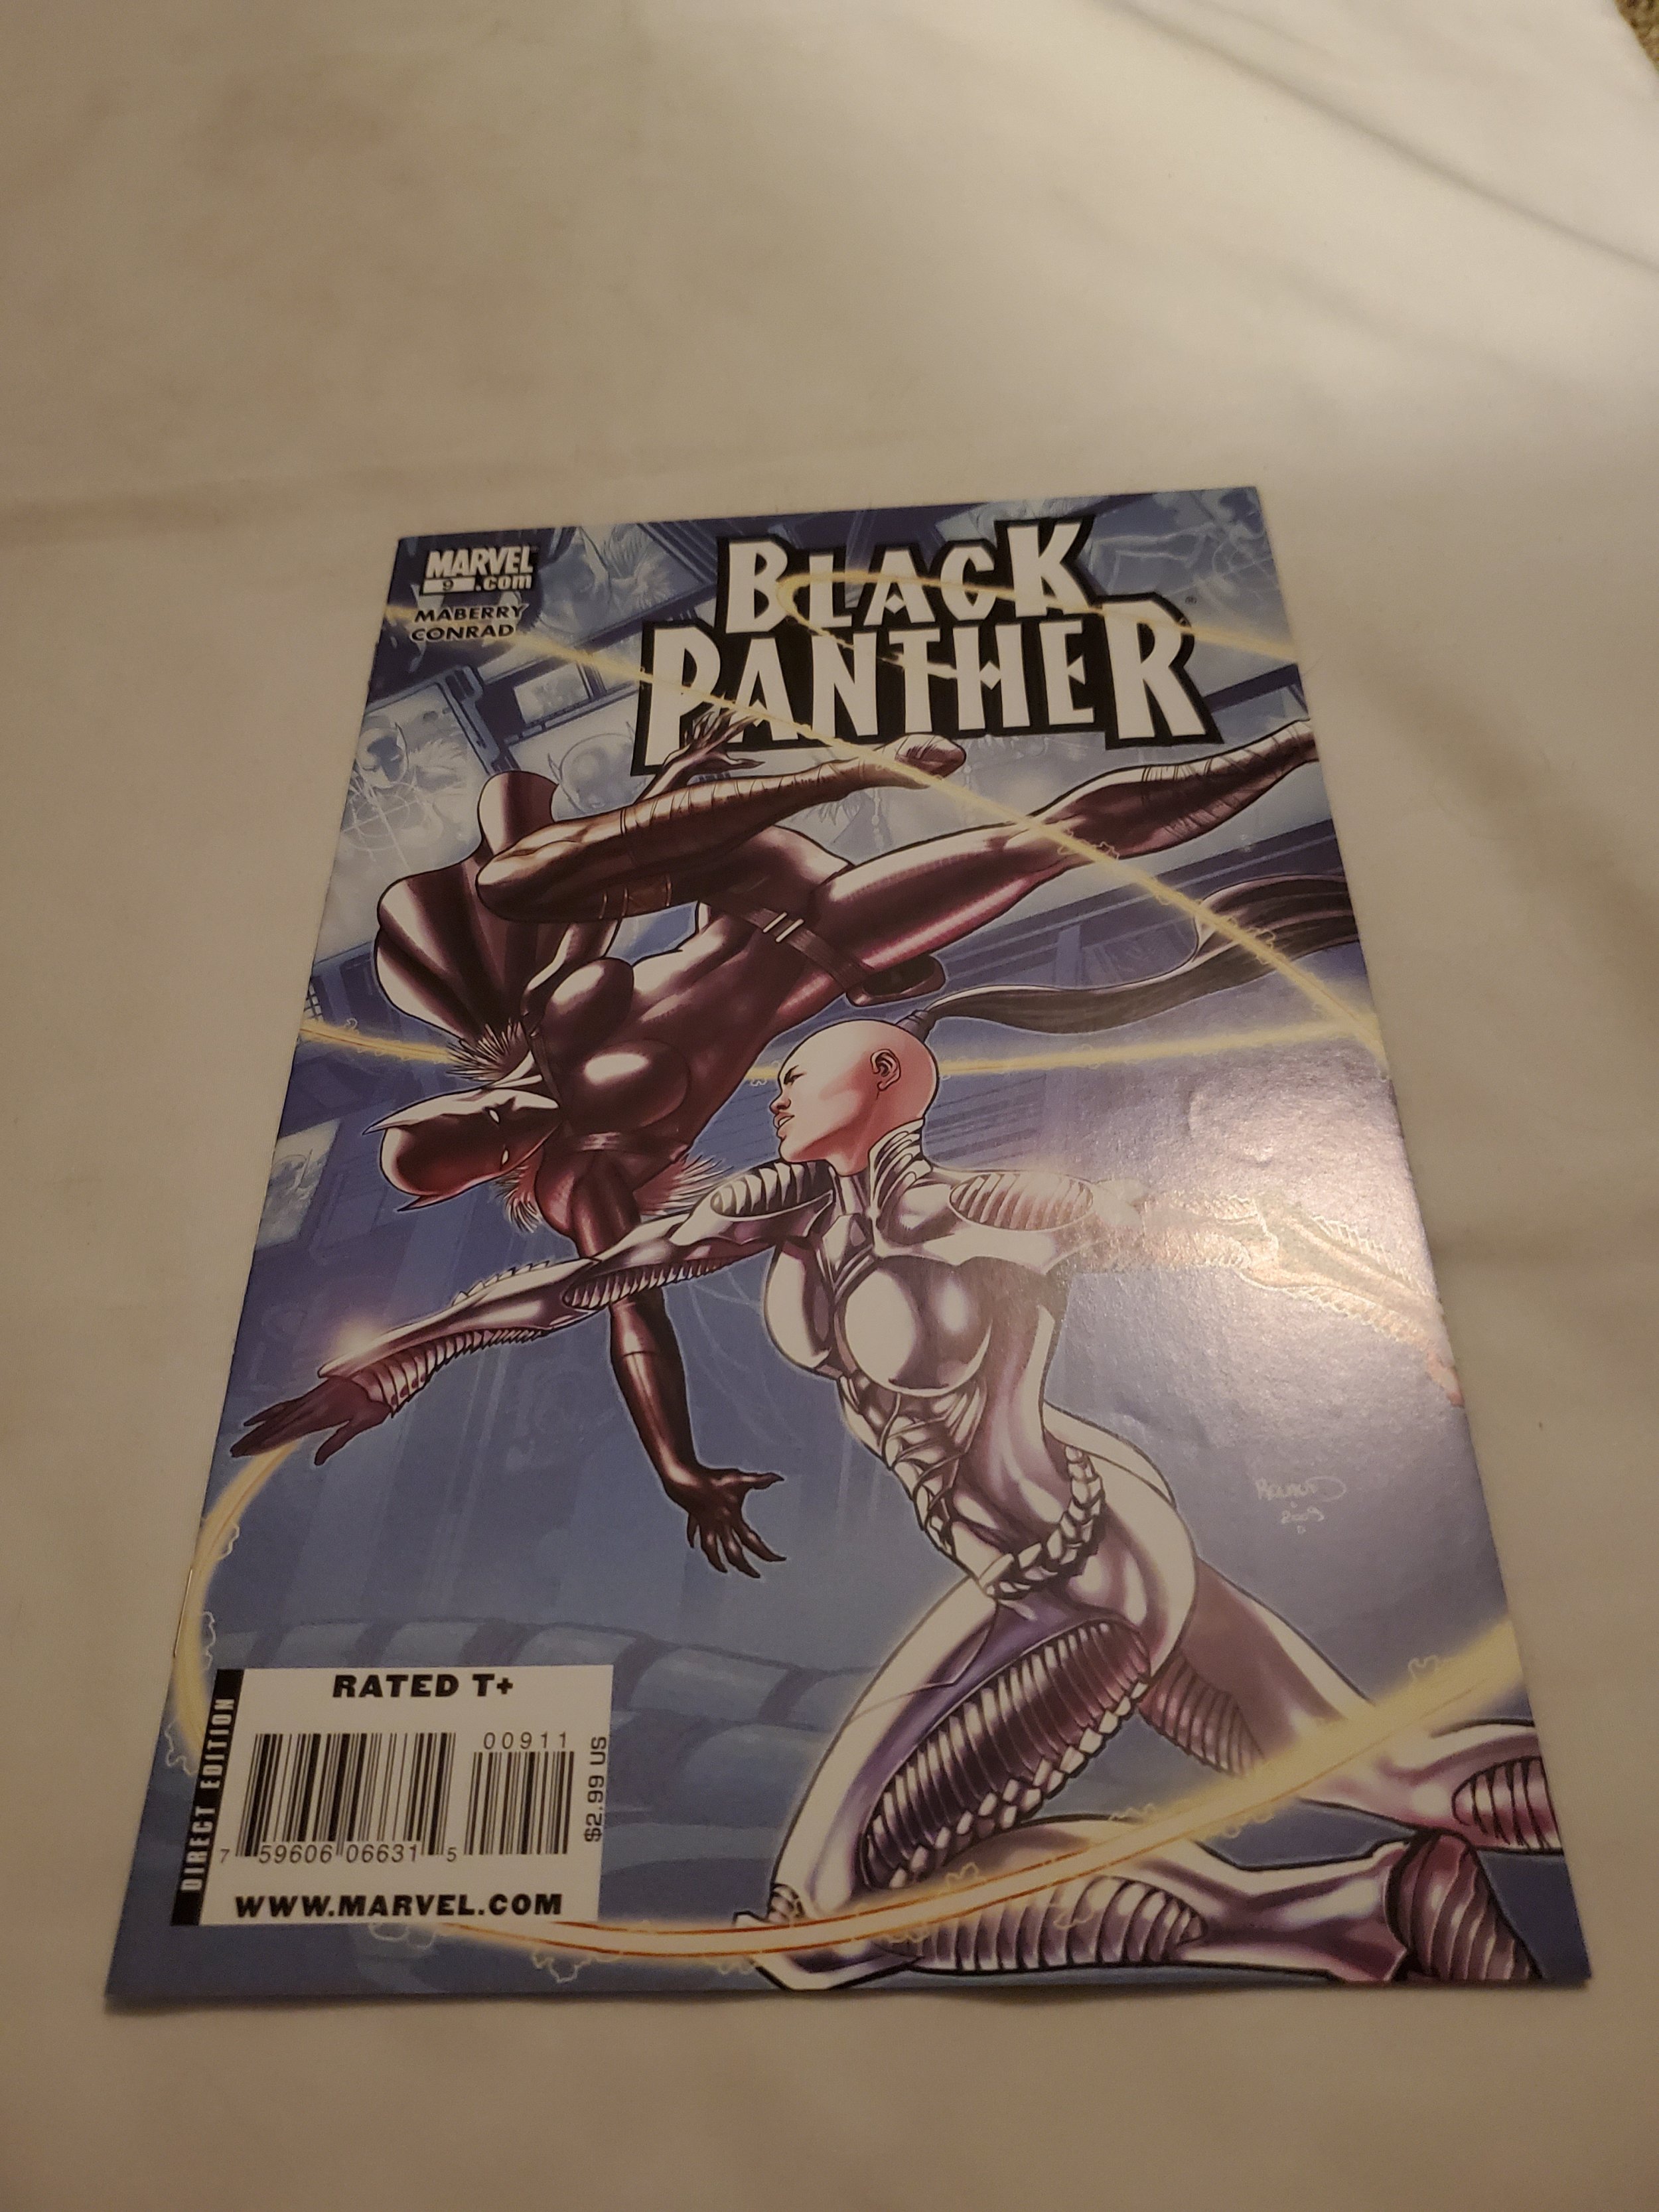 MARVEL
9 .com
MABERRY
CONRAD
BLACK
PANTHER
®
2009
RATED T+
DIRECT EDITION
00911
$2.99 US
7 59606 06631 5
WWW.MARVEL.COM